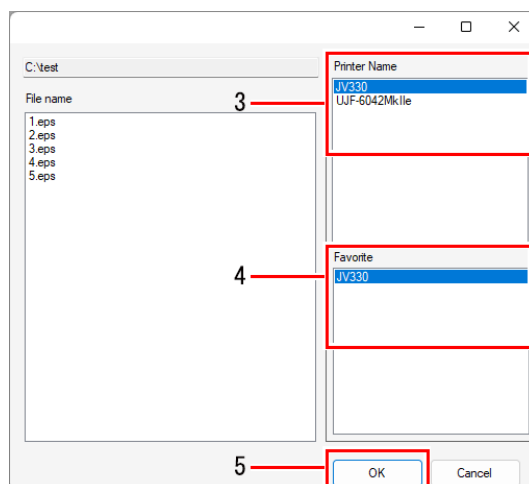 C:\test
File name
1.eps
2.eps
3.eps
4.eps
5.eps
3
Printer Name
JV330
UJF-6042MkIIe
4
Favorite
JV330
5
OK
Cancel